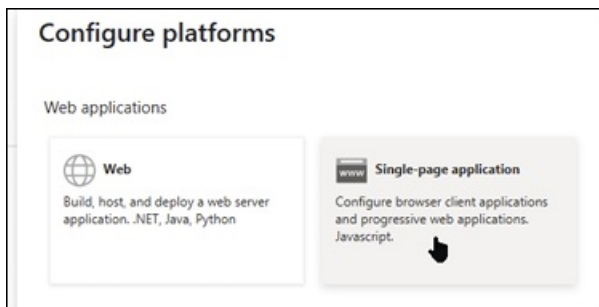 Configure platforms
Web applications
Web
Build, host, and deploy a web server
application. .NET, Java, Python
www
Single-page application
Configure browser client applications
and progressive web applications.
Javascript.